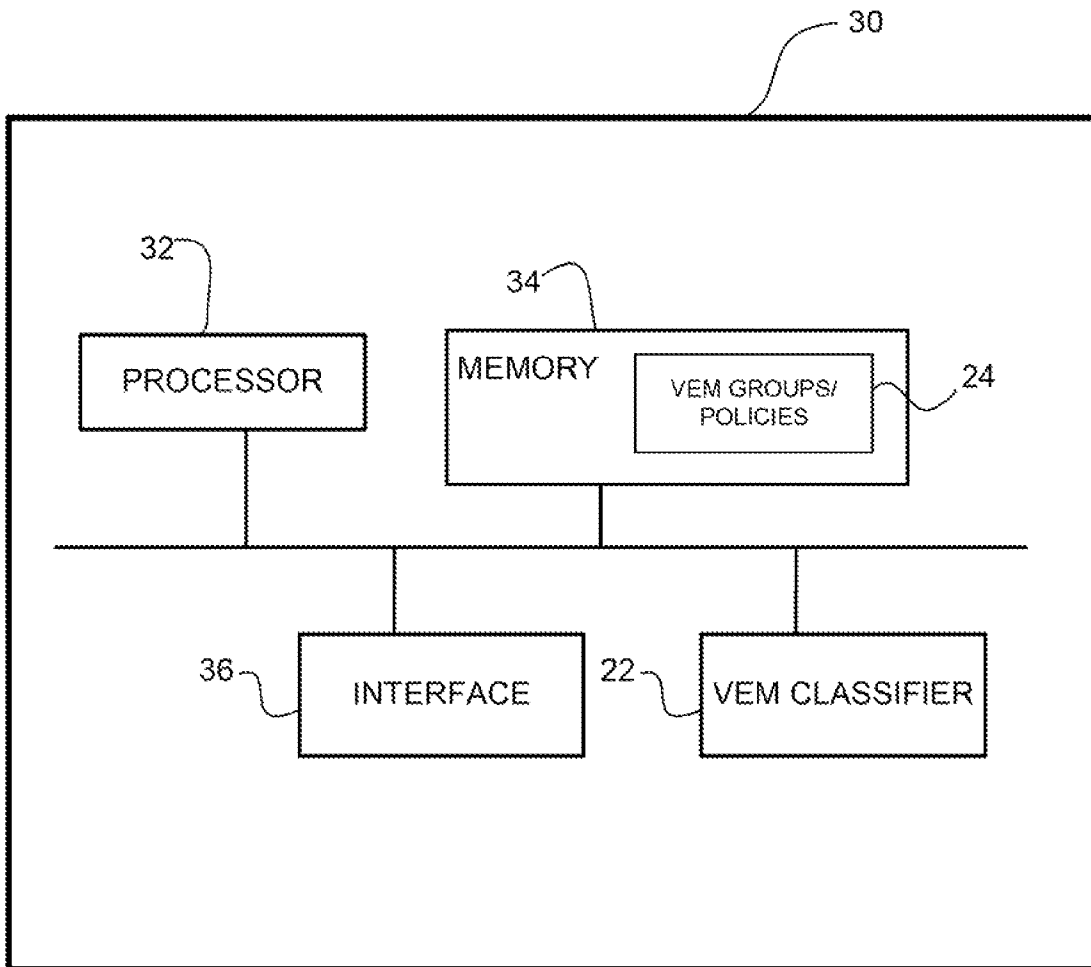 30
32
34
PROCESSOR
MEMORY
VEM GROUPS/
POLICIES
24
36
INTERFACE
22
VEM CLASSIFIER